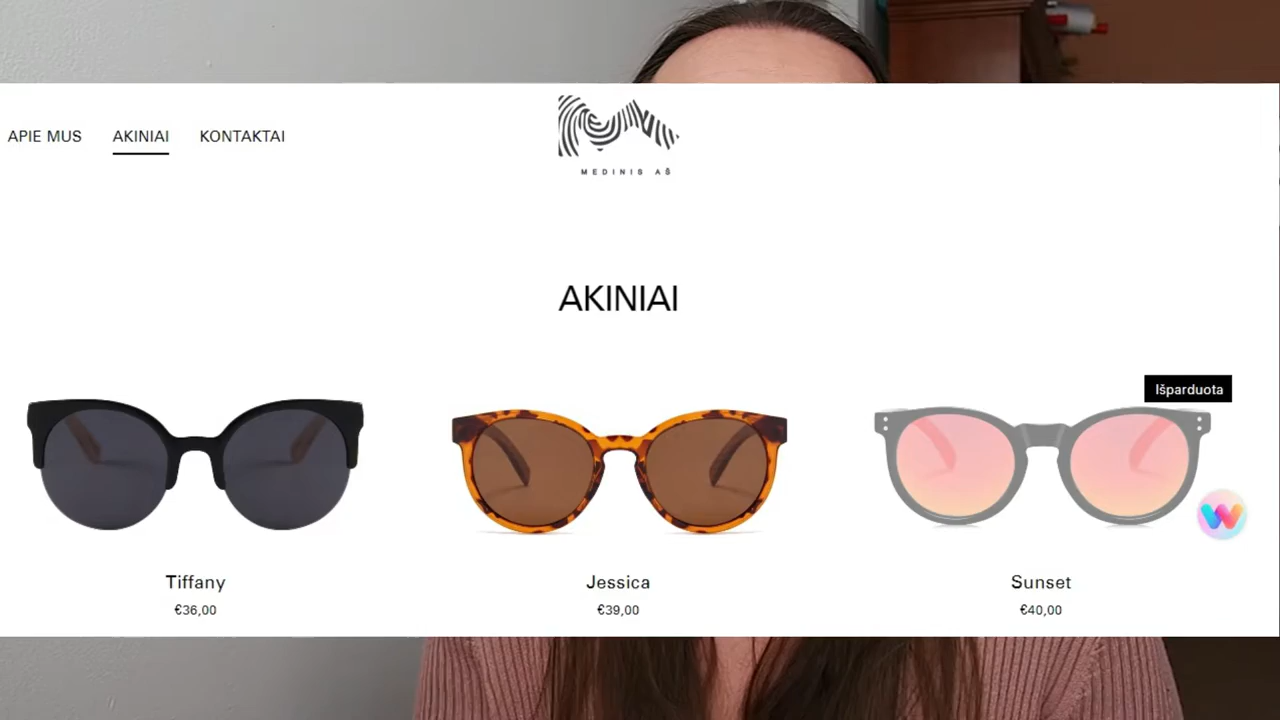 APIE MUS
AKINIAI
KONTAKTAI
MEDINIS AŠ
AKINIAI
Išparduota
Tiffany
€36,00
Jessica
€39,00
Sunset
€40,00